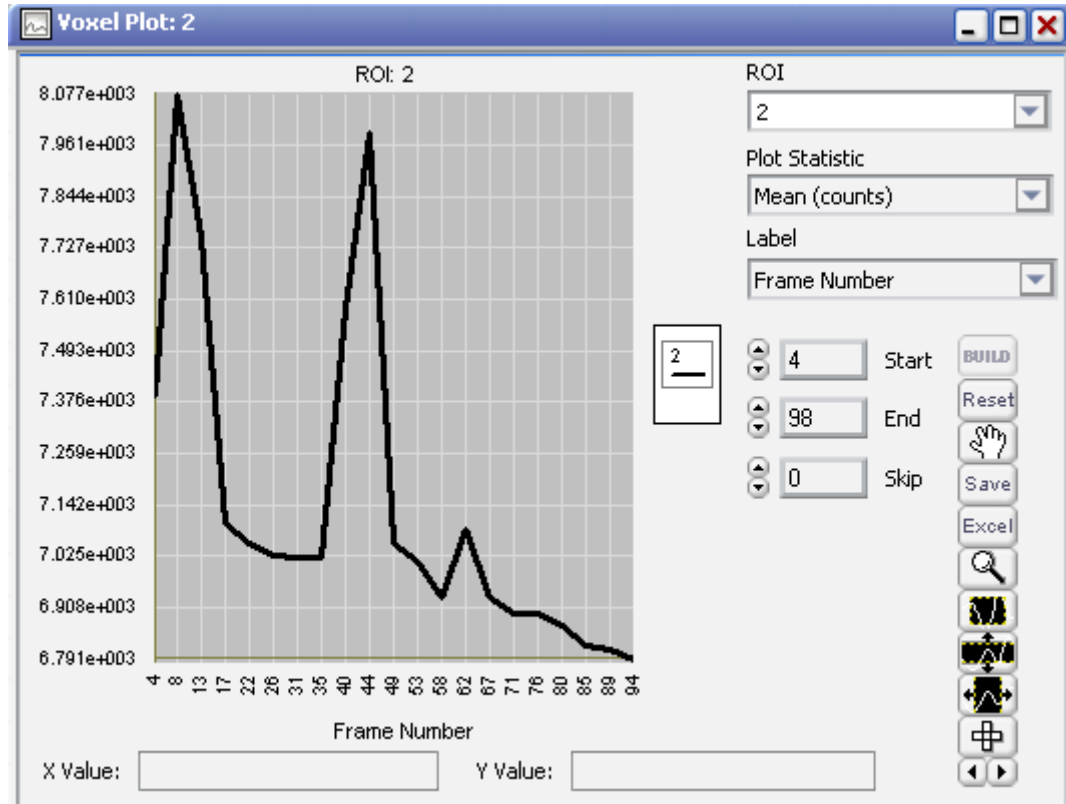 Voxel Plot: 2
ROI: 2
8.077e+003
7.961e+003
7.844e+003
7.727e+003
7.610e+003
7.493e+003
7.376e+003
7.259e+003
7.142e+003
7.025e+003
6.908e+003
6.791e+003
4 8 13 17 22 26 31 35 40 44 49 53 58 62 67 71 76 80 85 89 94
Frame Number
X Value:
Y Value:
2
ROI
2
Plot Statistic
Mean (counts)
Label
Frame Number
4 Start
98 End
0 Skip
BUILD
Reset
Save
Excel